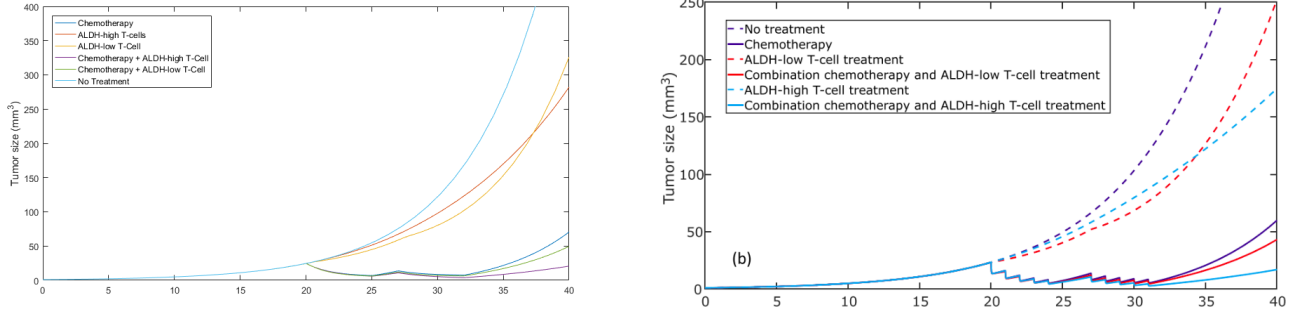 400
350
300
250
200
150
100
50
0
Tumor size (mm³)
Chemotherapy
ALDH-high T-cells
ALDH-low T-Cell
Chemotherapy + ALDH-high T-Cell
Chemotherapy + ALDH-low T-Cell
No Treatment
0 5 10 15 20 25 30 35 40
250
200
150
100
50
0
Tumor size (mm³)
No treatment
Chemotherapy
ALDH-low T-cell treatment
Combination chemotherapy and ALDH-low T-cell treatment
ALDH-high T-cell treatment
Combination chemotherapy and ALDH-high T-cell treatment
(b)
0 5 10 15 20 25 30 35 40